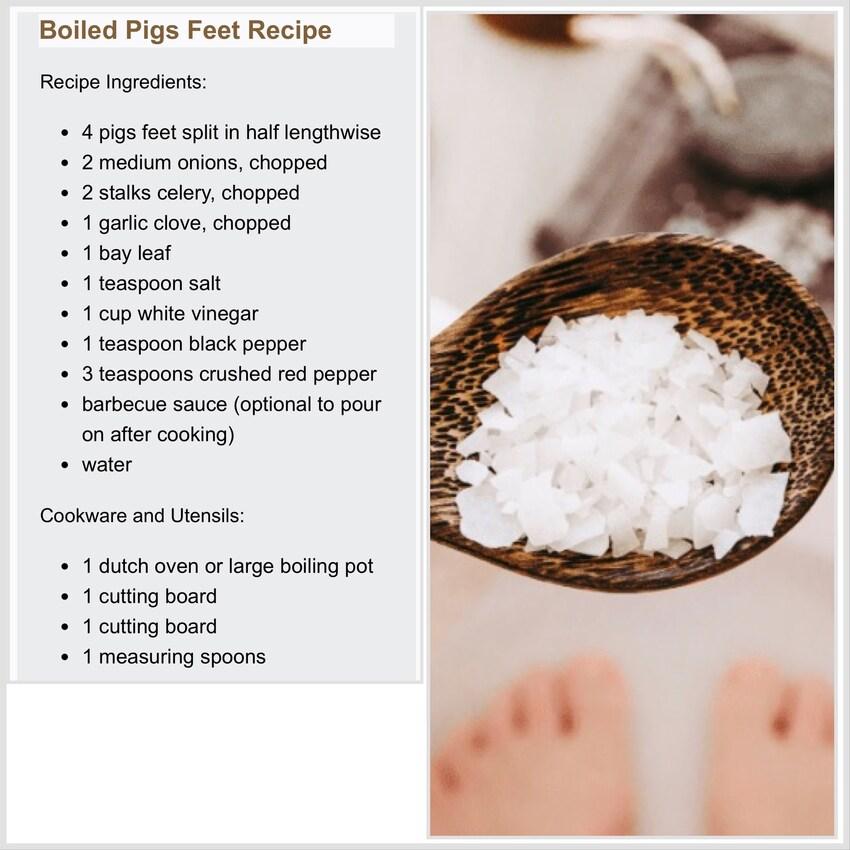 Boiled Pigs Feet Recipe
Recipe Ingredients:
• 4 pigs feet split in half lengthwise
• 2 medium onions, chopped
• 2 stalks celery, chopped
• 1 garlic clove, chopped
• 1 bay leaf
• 1 teaspoon salt
• 1 cup white vinegar
• 1 teaspoon black pepper
• 3 teaspoons crushed red pepper
• barbecue sauce (optional to pour
on after cooking)
• water
Cookware and Utensils:
• 1 dutch oven or large boiling pot
• 1 cutting board
• 1 cutting board
• 1 measuring spoons